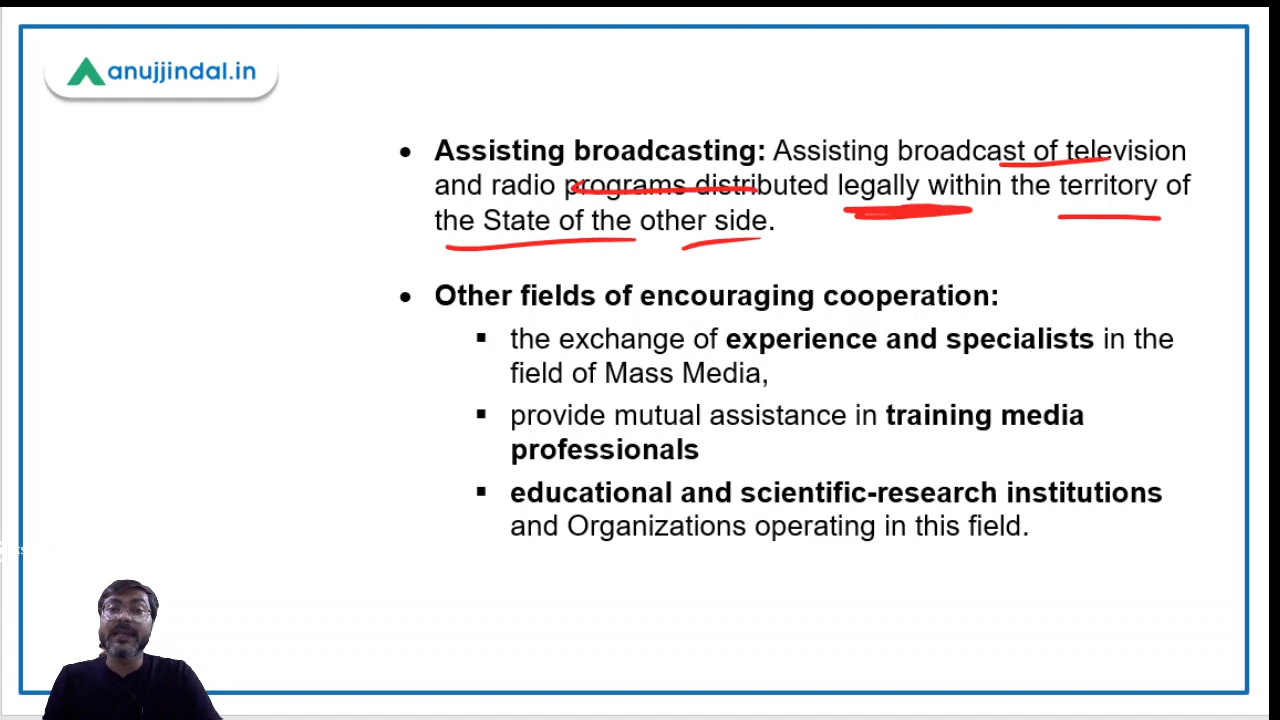 anujjindal.in
• Assisting broadcasting: Assisting broadcast of television
and radio programs distributed legally within the territory of
the State of the other side.
• Other fields of encouraging cooperation:
▪ the exchange of experience and specialists in the
field of Mass Media,
▪ provide mutual assistance in training media
professionals
▪ educational and scientific-research institutions
and Organizations operating in this field.